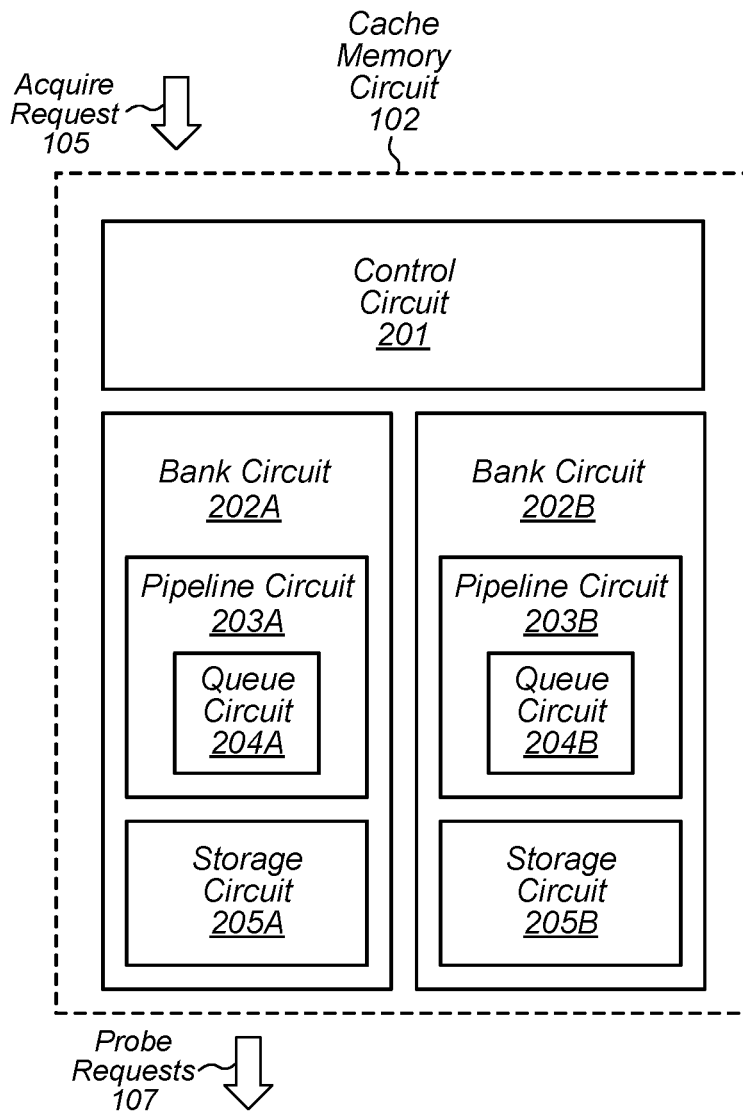 Cache
Memory
Circuit
102
Acquire
Request
105
Control
Circuit
201
Bank Circuit
202A
Pipeline Circuit
203A
Queue
Circuit
204A
Storage
Circuit
205A
Bank Circuit
202B
Pipeline Circuit
203B
Queue
Circuit
204B
Storage
Circuit
205B
Probe
Requests
107